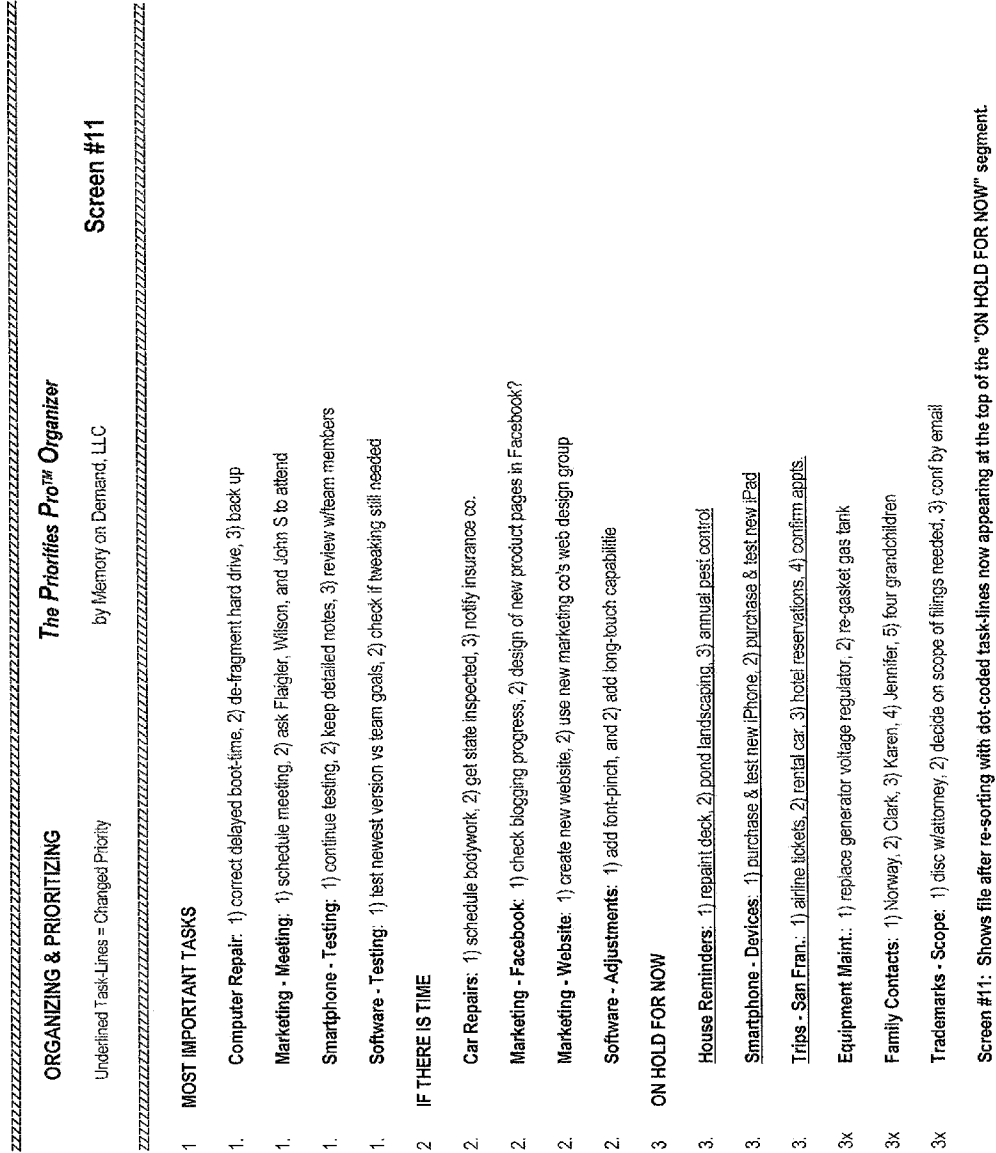 zzzzzzzzzzzzzzzzzzzzzzzzzzzzzzzzzzzzzzzzzzzzzzzzzzzzzzzzzzzzzzzzzzzzzzzzzzzzzzzzzzzzzzzzzzzzzzzzzzzzzzzz
ORGANIZING & PRIORITIZING The Priorities Pro™ Organizer
Underlined Task-Lines = Changed Priority by Memory on Demand, LLC Screen #11
zzzzzzzzzzzzzzzzzzzzzzzzzzzzzzzzzzzzzzzzzzzzzzzzzzzzzzzzzzzzzzzzzzzzzzzzzzzzzzzzzzzzzzzzzzzzzzzzzzzzzzzz
1 MOST IMPORTANT TASKS
1. Computer Repair: 1) correct delayed boot-time, 2) de-fragment hard drive, 3) back up
1. Marketing - Meeting: 1) schedule meeting, 2) ask Flaigler, Wilson, and John S to attend
1. Smartphone - Testing: 1) continue testing, 2) keep detailed notes, 3) review w/team members
1. Software - Testing: 1) test newest version vs team goals, 2) check if tweaking still needed
2 IF THERE IS TIME
2. Car Repairs: 1) schedule bodywork, 2) get state inspected, 3) notify insurance co.
2. Marketing - Facebook: 1) check blogging progress, 2) design of new product pages in Facebook?
2. Marketing - Website: 1) create new website, 2) use new marketing co's web design group
2. Software - Adjustments: 1) add font-pinch, and 2) add long-touch capabilitie
3 ON HOLD FOR NOW
3. House Reminders: 1) repaint deck, 2) pond landscaping, 3) annual pest control
3. Smartphone - Devices: 1) purchase & test new iPhone, 2) purchase & test new iPad
3. Trips - San Fran.: 1) airline tickets, 2) rental car, 3) hotel reservations, 4) confirm appts.
3x Equipment Maint.: 1) replace generator voltage regulator, 2) re-gasket gas tank
3x Family Contacts: 1) Norway, 2) Clark, 3) Karen, 4) Jennifer, 5) four grandchildren
3x Trademarks - Scope: 1) disc w/attorney, 2) decide on scope of filings needed, 3) conf by email
Screen #11: Shows file after re-sorting with dot-coded task-lines now appearing at the top of the "ON HOLD FOR NOW" segment.